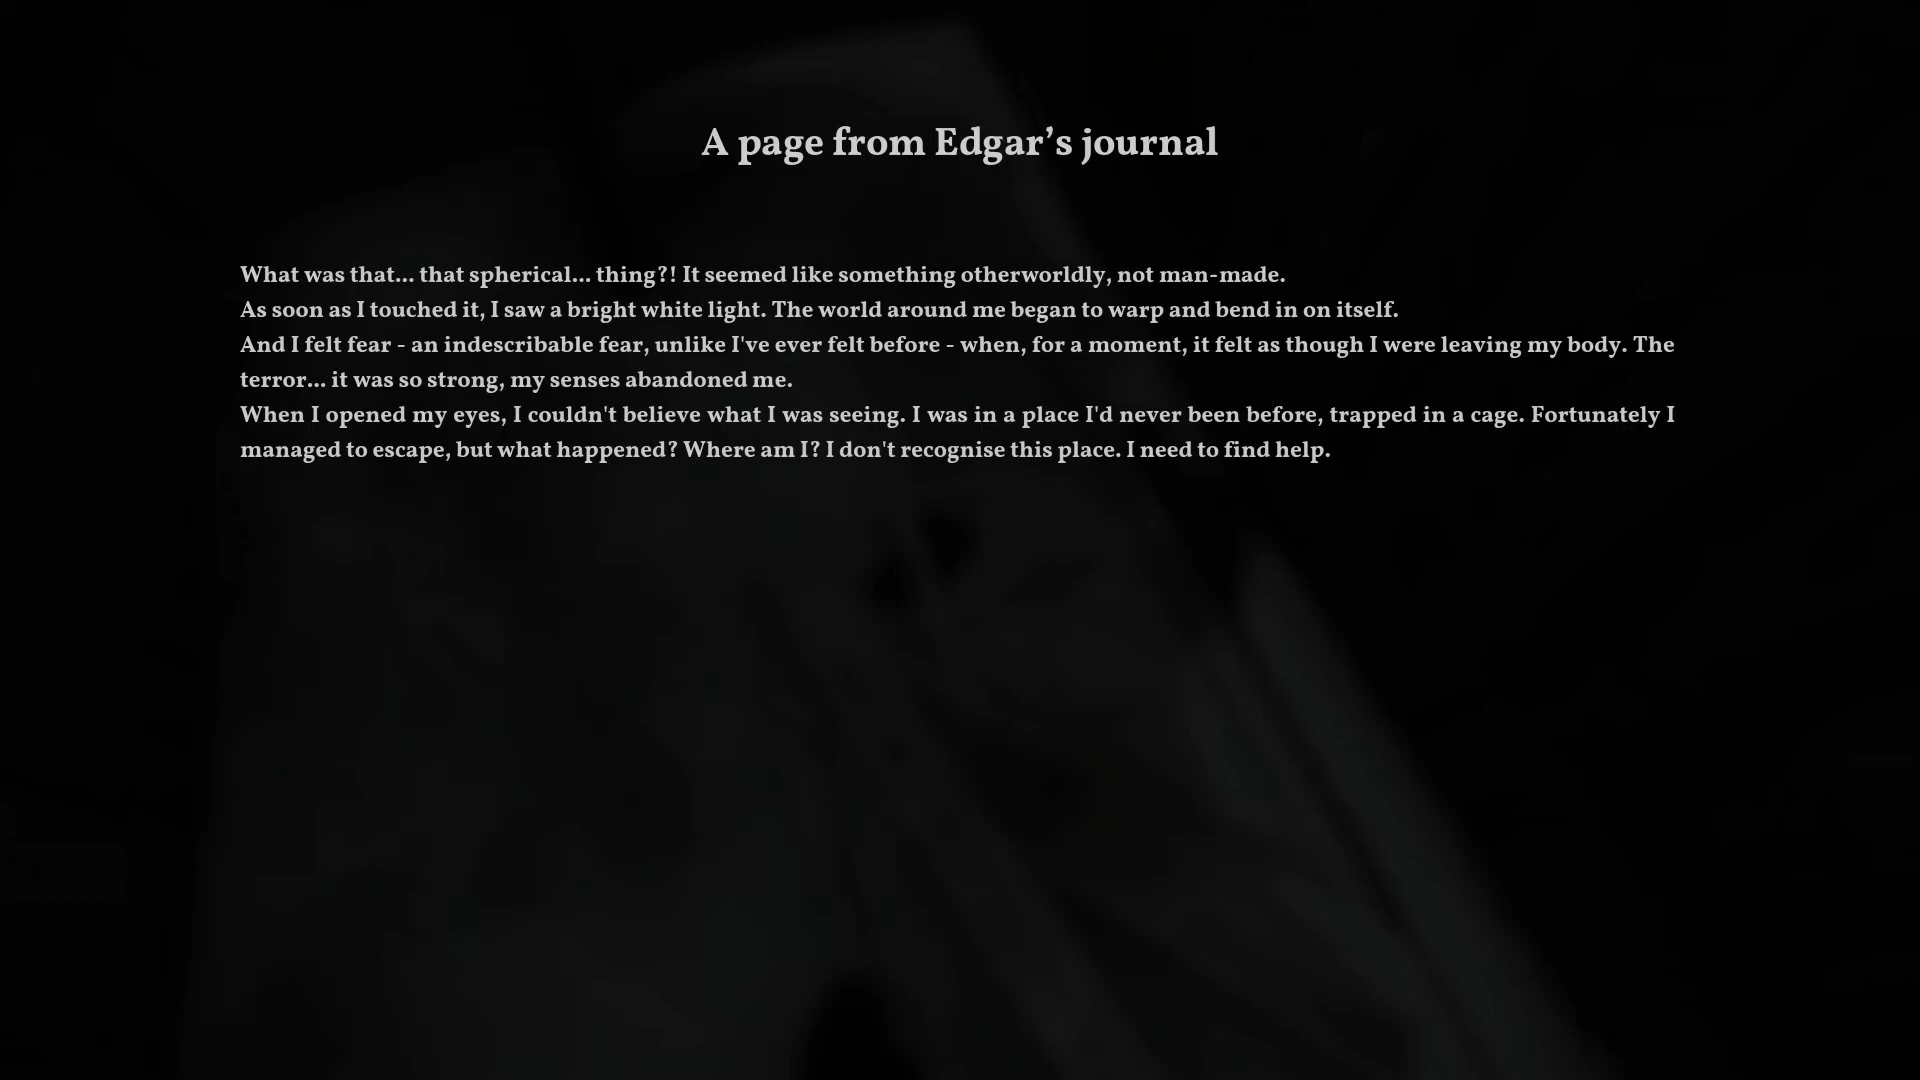 A page from Edgar’s journal
What was that... that spherical... thing?! It seemed like something otherworldly, not man-made.
As soon as I touched it, I saw a bright white light. The world around me began to warp and bend in on itself.
And I felt fear - an indescribable fear, unlike I've ever felt before - when, for a moment, it felt as though I were leaving my body. The
terror... it was so strong, my senses abandoned me.
When I opened my eyes, I couldn't believe what I was seeing. I was in a place I'd never been before, trapped in a cage. Fortunately I
managed to escape, but what happened? Where am I? I don't recognise this place. I need to find help.